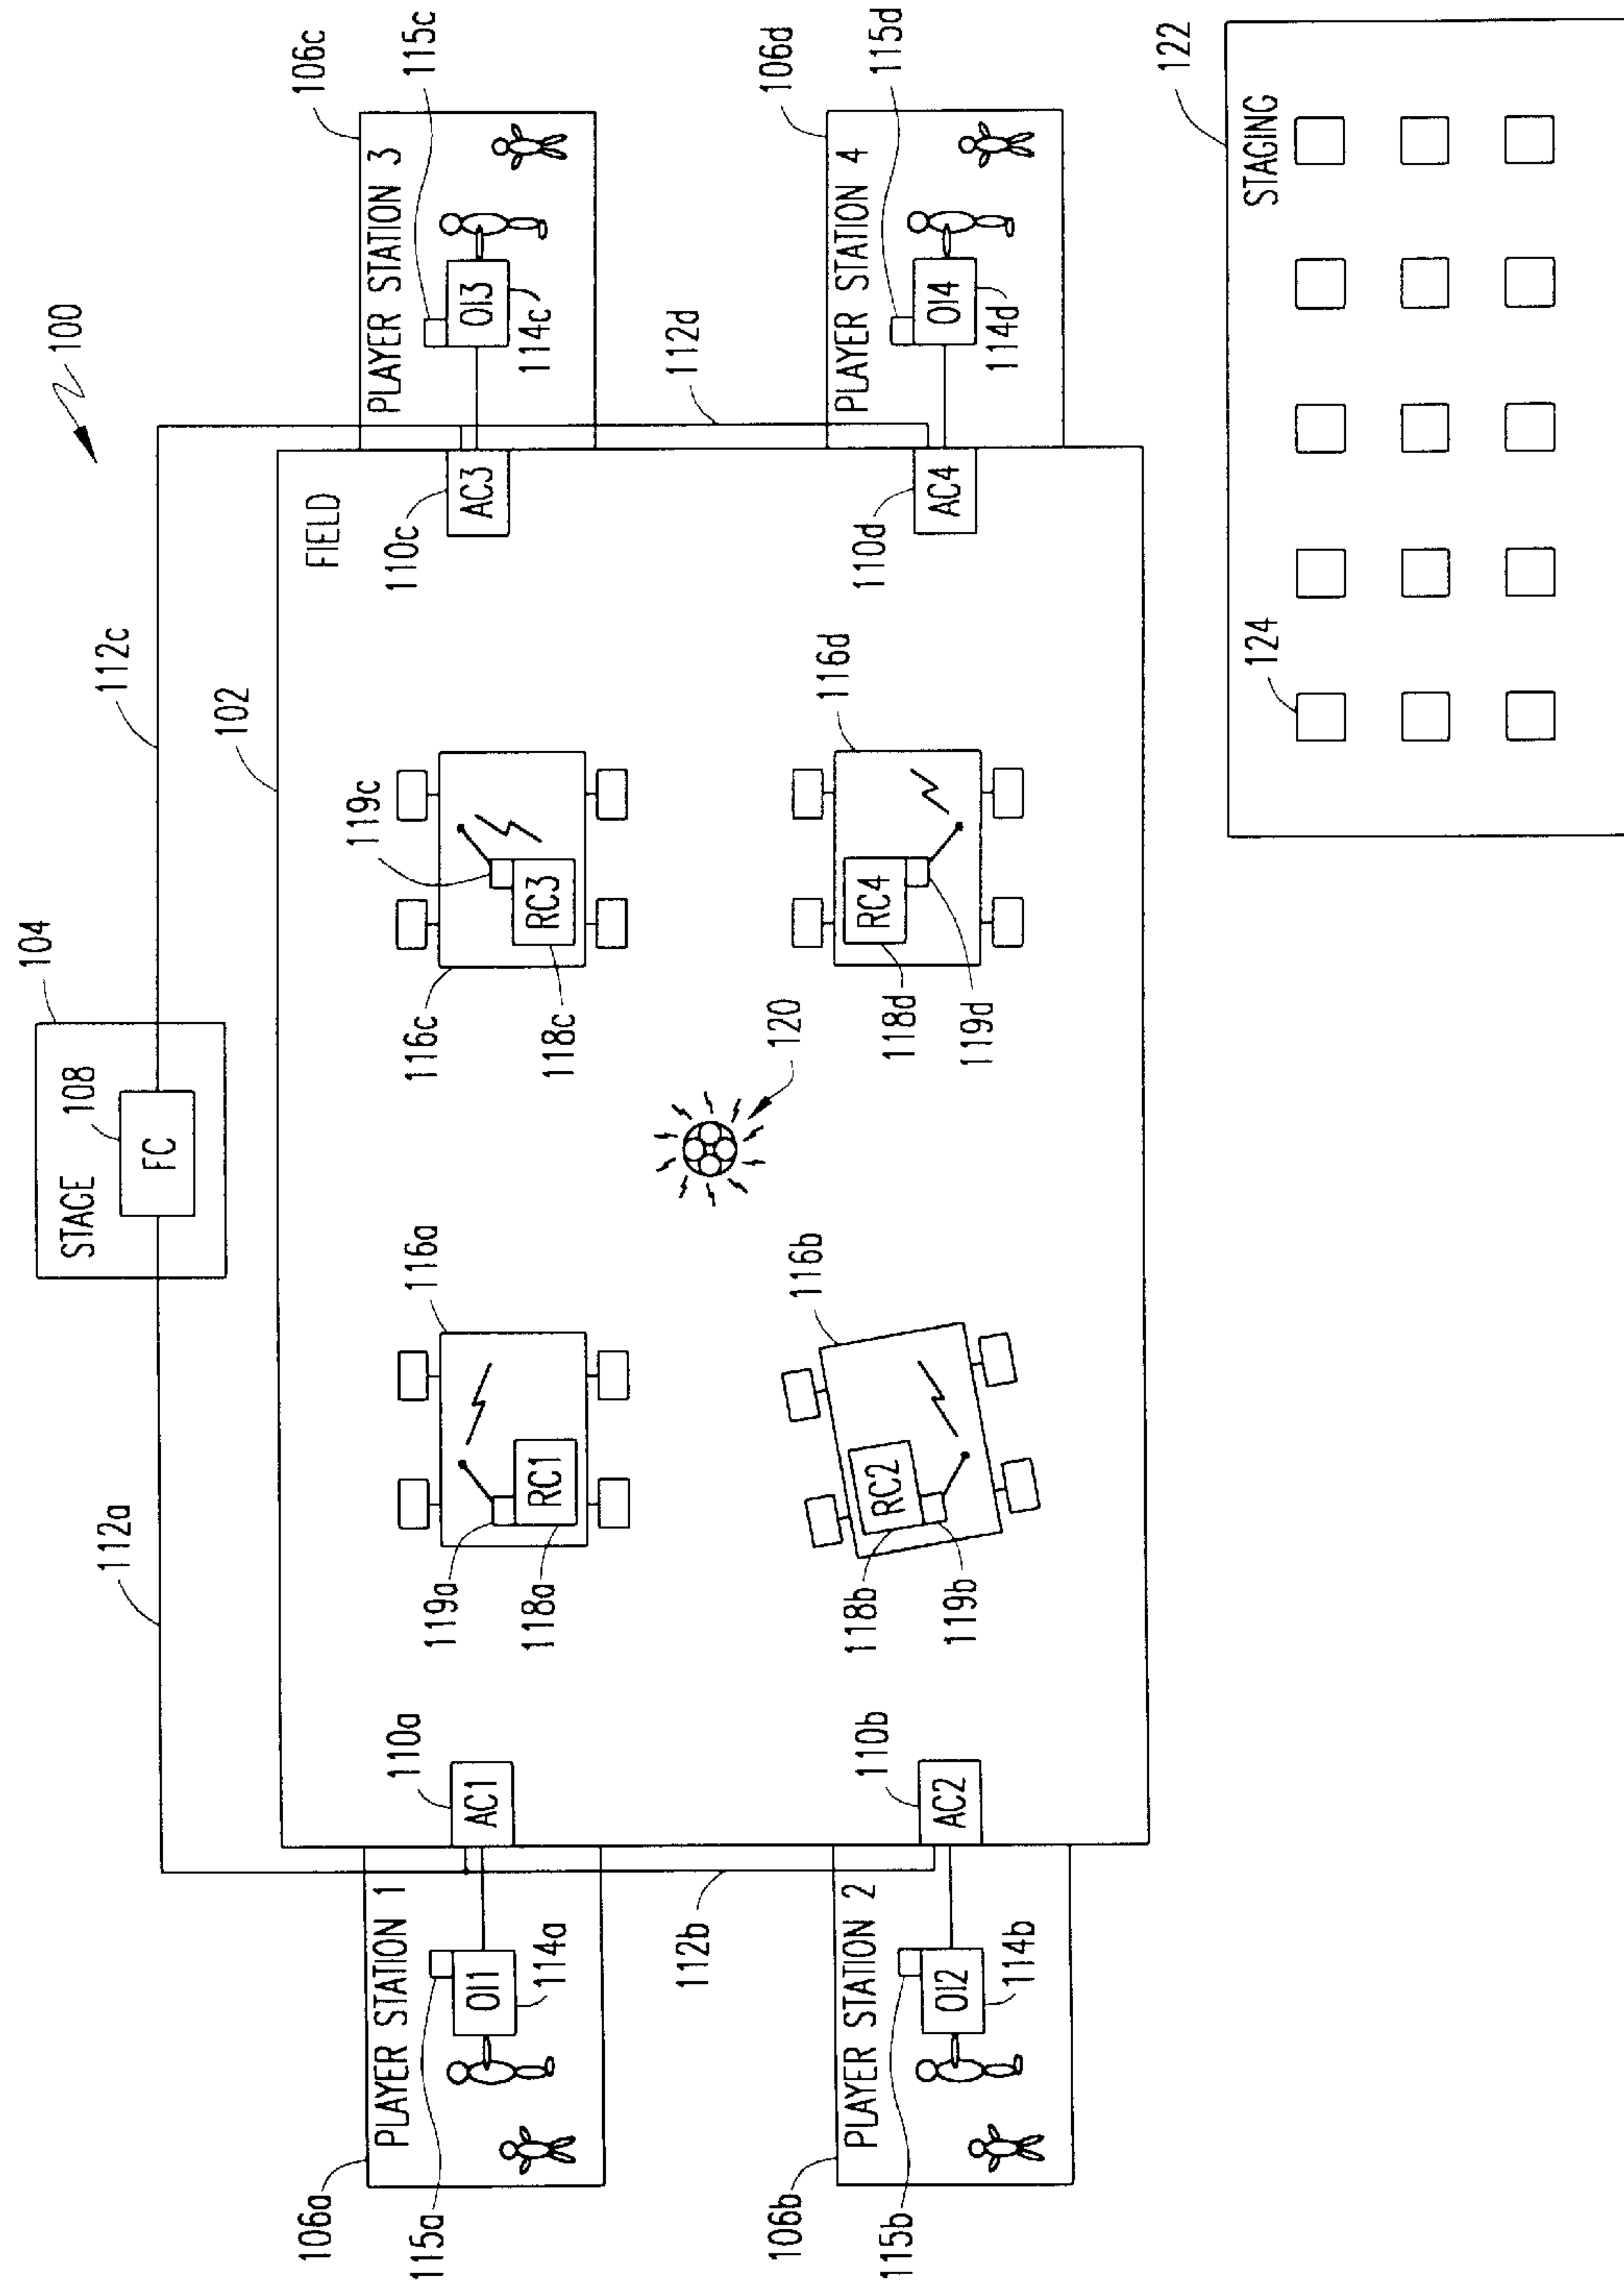 100
104
STAGE
108
FC
112a
112c
102
FIELD
106a
PLAYER STATION 1
115a
OI1
114a
110a
AC1
116a
119a
RC1
118a
116c
119c
RC3
118c
110c
AC3
106c
PLAYER STATION 3
115c
OI3
114c
112b
120
112d
106b
PLAYER STATION 2
115b
OI2
114b
110b
AC2
116b
RC2
118b
119b
116d
RC4
118d
119d
110d
AC4
106d
PLAYER STATION 4
115d
OI4
114d
122
STAGING
124